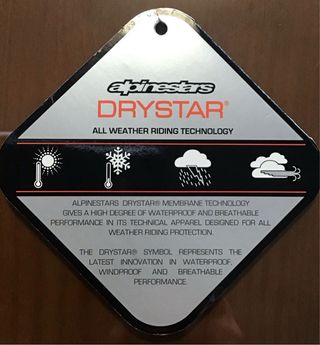 alpinestars
DRYSTAR®
ALL WEATHER RIDING TECHNOLOGY
ALPINESTARS DRYSTAR® MEMBRANE TECHNOLOGY
GIVES A HIGH DEGREE OF WATERPROOF AND BREATHABLE
PERFORMANCE IN ITS TECHNICAL APPAREL DESIGNED FOR ALL
WEATHER RIDING PROTECTION.
THE DRYSTAR® SYMBOL REPRESENTS THE
LATEST INNOVATION IN WATERPROOF,
WINDPROOF AND BREATHABLE
PERFORMANCE.